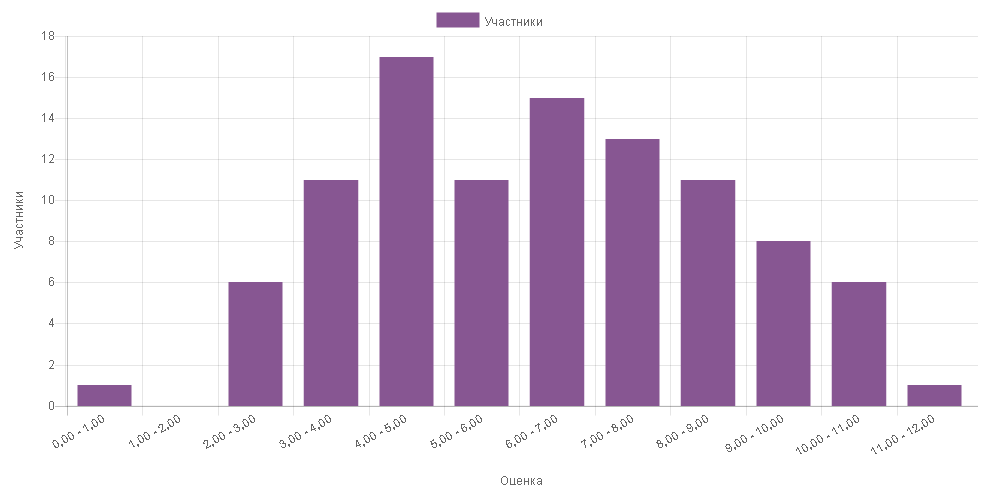 Участники
18
16
14
12
10
8
6
4
2
0
Участники
0,00 - 1,00
1,00 - 2,00
2,00 - 3,00
3,00 - 4,00
4,00 - 5,00
5,00 - 6,00
6,00 - 7,00
7,00 - 8,00
8,00 - 9,00
9,00 - 10,00
10,00 - 11,00
11,00 - 12,00
Оценка